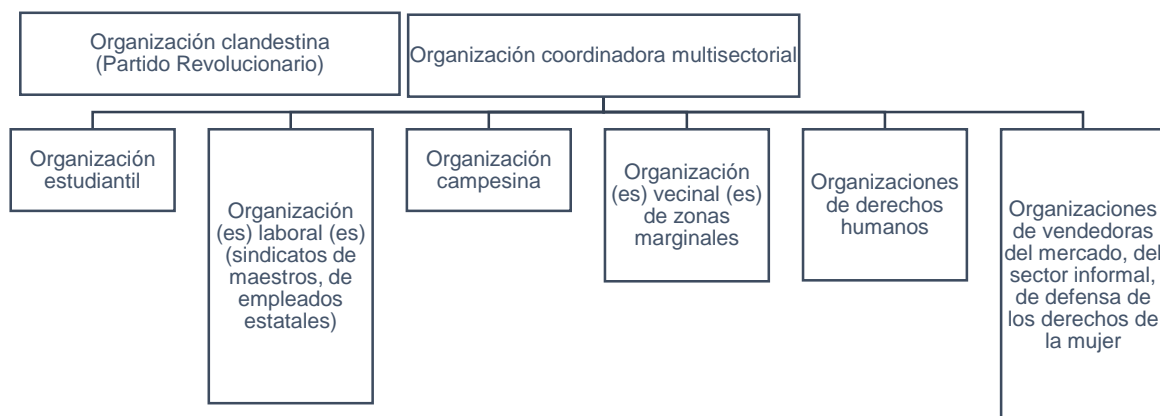 Organización clandestina
(Partido Revolucionario)
Organización coordinadora multisectorial
Organización
estudiantil
Organización
(es) laboral (es)
(sindicatos de
maestros, de
empleados
estatales)
Organización
campesina
Organización
(es) vecinal (es)
de zonas
marginales
Organizaciones
de derechos
humanos
Organizaciones
de vendedoras
del mercado, del
sector informal,
de defensa de
los derechos de
la mujer